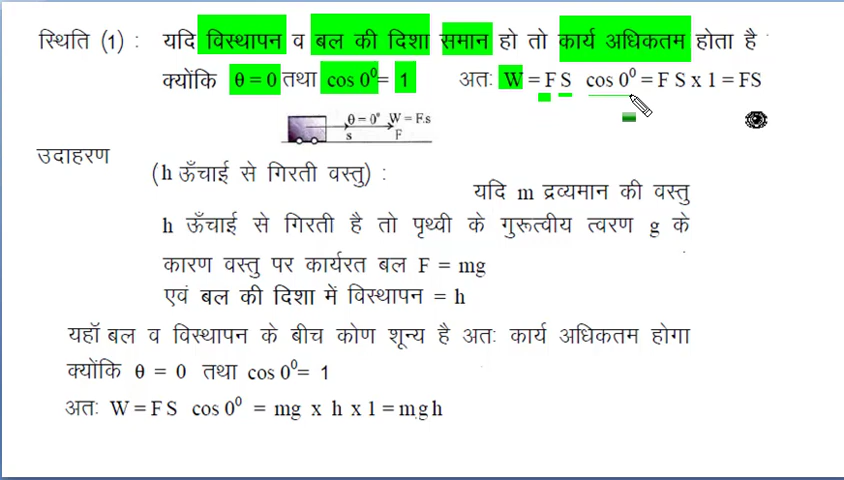 स्थिति (1) : यदि विस्थापन व बल की दिशा समान हो तो कार्य अधिकतम होता है
क्योंकि θ = 0 तथा cos 0⁰ = 1 अतः W = F S cos 0⁰ = F S x 1 = FS
θ = 0° W = F.s
s F
उदाहरण
(h ऊँचाई से गिरती वस्तु) :
यदि m द्रव्यमान की वस्तु
h ऊँचाई से गिरती है तो पृथ्वी के गुरूत्वीय त्वरण g के
कारण वस्तु पर कार्यरत बल F = mg
एवं बल की दिशा में विस्थापन = h
यहाँ बल व विस्थापन के बीच कोण शून्य है अतः कार्य अधिकतम होगा
क्योंकि θ = 0 तथा cos 0⁰ = 1
अतः W = F S cos 0⁰ = mg x h x 1 = mgh